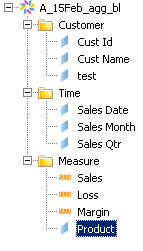 A_15Feb_agg_bl
Customer
Cust Id
Cust Name
test
Time
Sales Date
Sales Month
Sales Qtr
Measure
Sales
Loss
Margin
Product